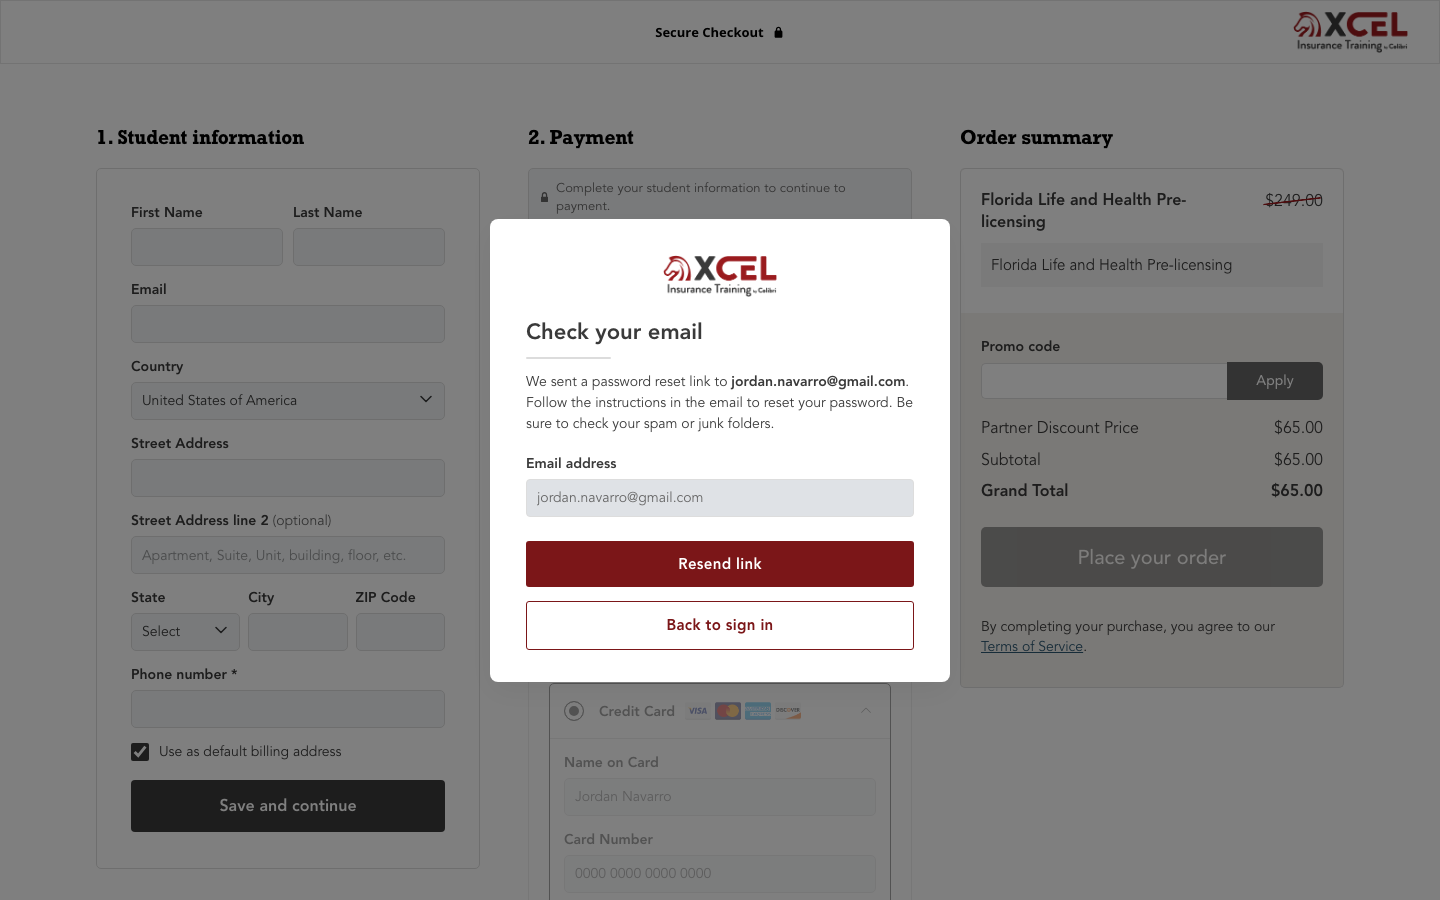 Secure Checkout
XCEL
Insurance Training by Calibri
1. Student information
First Name
Last Name
Email
Country
United States of America
Street Address
Street Address line 2 (optional)
Apartment, Suite, Unit, building, floor, etc.
State
City
ZIP Code
Select
Phone number *
Use as default billing address
Save and continue
2. Payment
Complete your student information to continue to
payment.
XCEL
Insurance Training by Calibri
Check your email
We sent a password reset link to jordan.navarro@gmail.com.
Follow the instructions in the email to reset your password. Be
sure to check your spam or junk folders.
Email address
jordan.navarro@gmail.com
Resend link
Back to sign in
Credit Card
VISA
DISCOVER
Name on Card
Jordan Navarro
Card Number
0000 0000 0000 0000
Order summary
Florida Life and Health Pre-
licensing
$249.00
Florida Life and Health Pre-licensing
Promo code
Apply
Partner Discount Price $65.00
Subtotal $65.00
Grand Total $65.00
Place your order
By completing your purchase, you agree to our
Terms of Service.